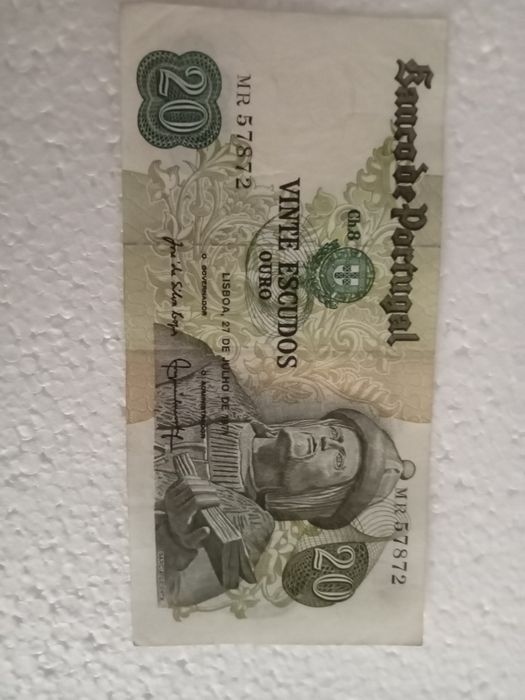 Banco de Portugal
20
MR 57872
Ch.8
VINTE ESCUDOS
OURO
LISBOA, 27 DE JULHO DE
O GOVERNADOR
O ADMINISTRADOR
MR 57872
20